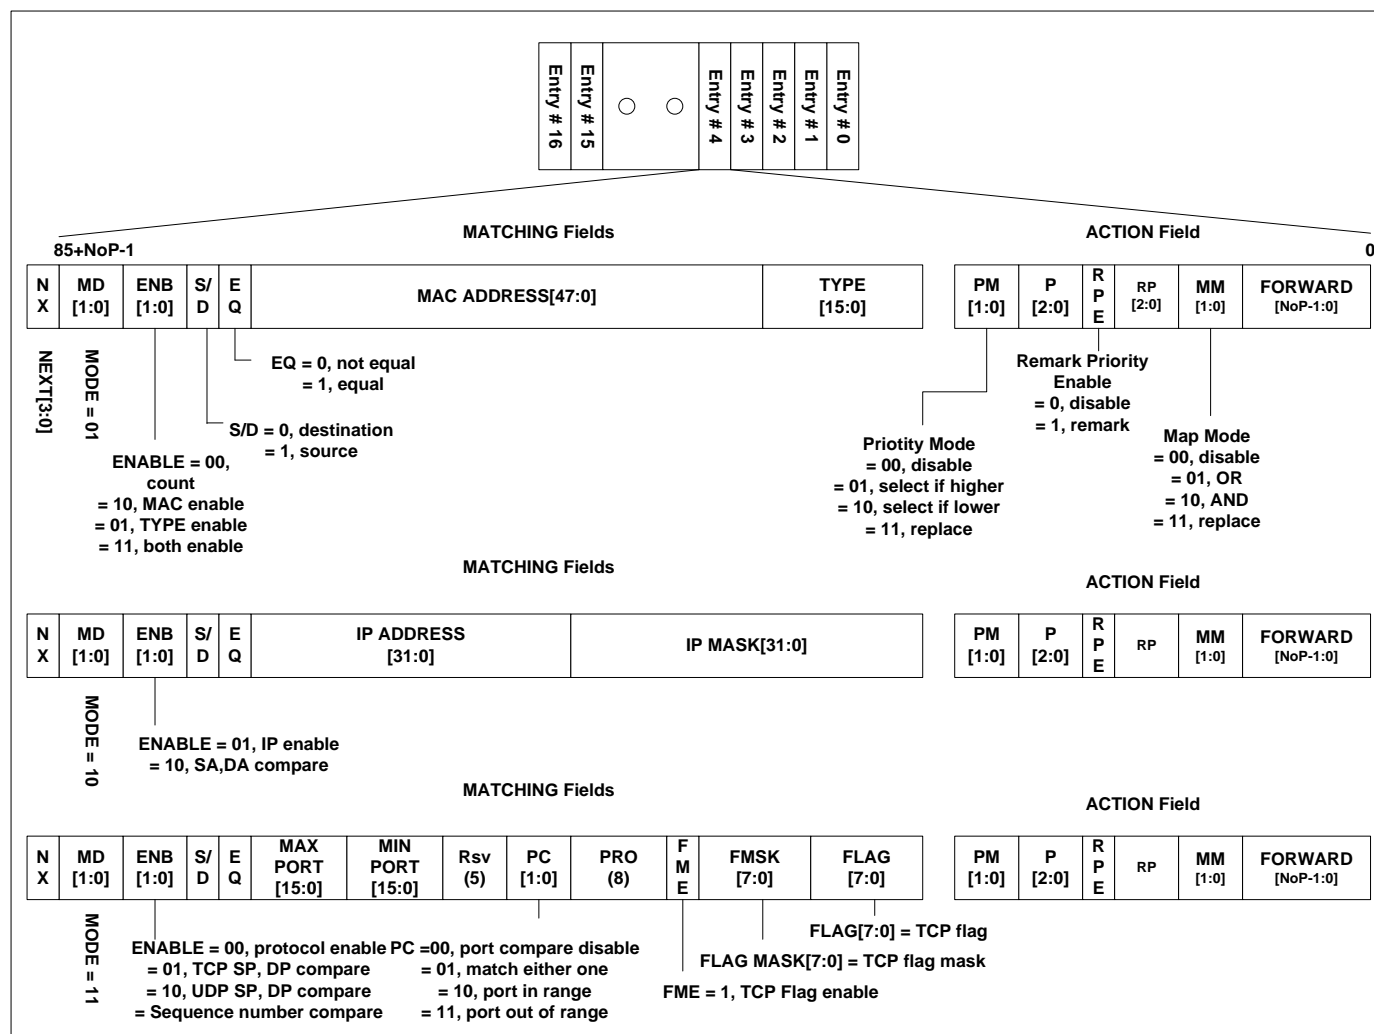 Entry # 16
Entry # 15
Entry # 4
Entry # 3
Entry # 2
Entry # 1
Entry # 0
MATCHING Fields
ACTION Field
85+NoP-1
0
N X
MD [1:0]
ENB [1:0]
S/ D
E Q
MAC ADDRESS[47:0]
TYPE [15:0]
PM [1:0]
P [2:0]
R P E
RP [2:0]
MM [1:0]
FORWARD [NoP-1:0]
NEXT[3:0]
MODE = 01
EQ = 0, not equal
= 1, equal
S/D = 0, destination
= 1, source
ENABLE = 00,
count
= 10, MAC enable
= 01, TYPE enable
= 11, both enable
Remark Priority
Enable
= 0, disable
= 1, remark
Priotity Mode
= 00, disable
= 01, select if higher
= 10, select if lower
= 11, replace
Map Mode
= 00, disable
= 01, OR
= 10, AND
= 11, replace
MATCHING Fields
ACTION Field
N X
MD [1:0]
ENB [1:0]
S/ D
E Q
IP ADDRESS [31:0]
IP MASK[31:0]
PM [1:0]
P [2:0]
R P E
RP
MM [1:0]
FORWARD [NoP-1:0]
MODE = 10
ENABLE = 01, IP enable
= 10, SA,DA compare
MATCHING Fields
ACTION Field
N X
MD [1:0]
ENB [1:0]
S/ D
E Q
MAX PORT [15:0]
MIN PORT [15:0]
Rsv (5)
PC [1:0]
PRO (8)
F M E
FMSK [7:0]
FLAG [7:0]
PM [1:0]
P [2:0]
R P E
RP
MM [1:0]
FORWARD [NoP-1:0]
MODE = 11
ENABLE = 00, protocol enable
= 01, TCP SP, DP compare
= 10, UDP SP, DP compare
= Sequence number compare
PC =00, port compare disable
= 01, match either one
= 10, port in range
= 11, port out of range
FLAG[7:0] = TCP flag
FLAG MASK[7:0] = TCP flag mask
FME = 1, TCP Flag enable